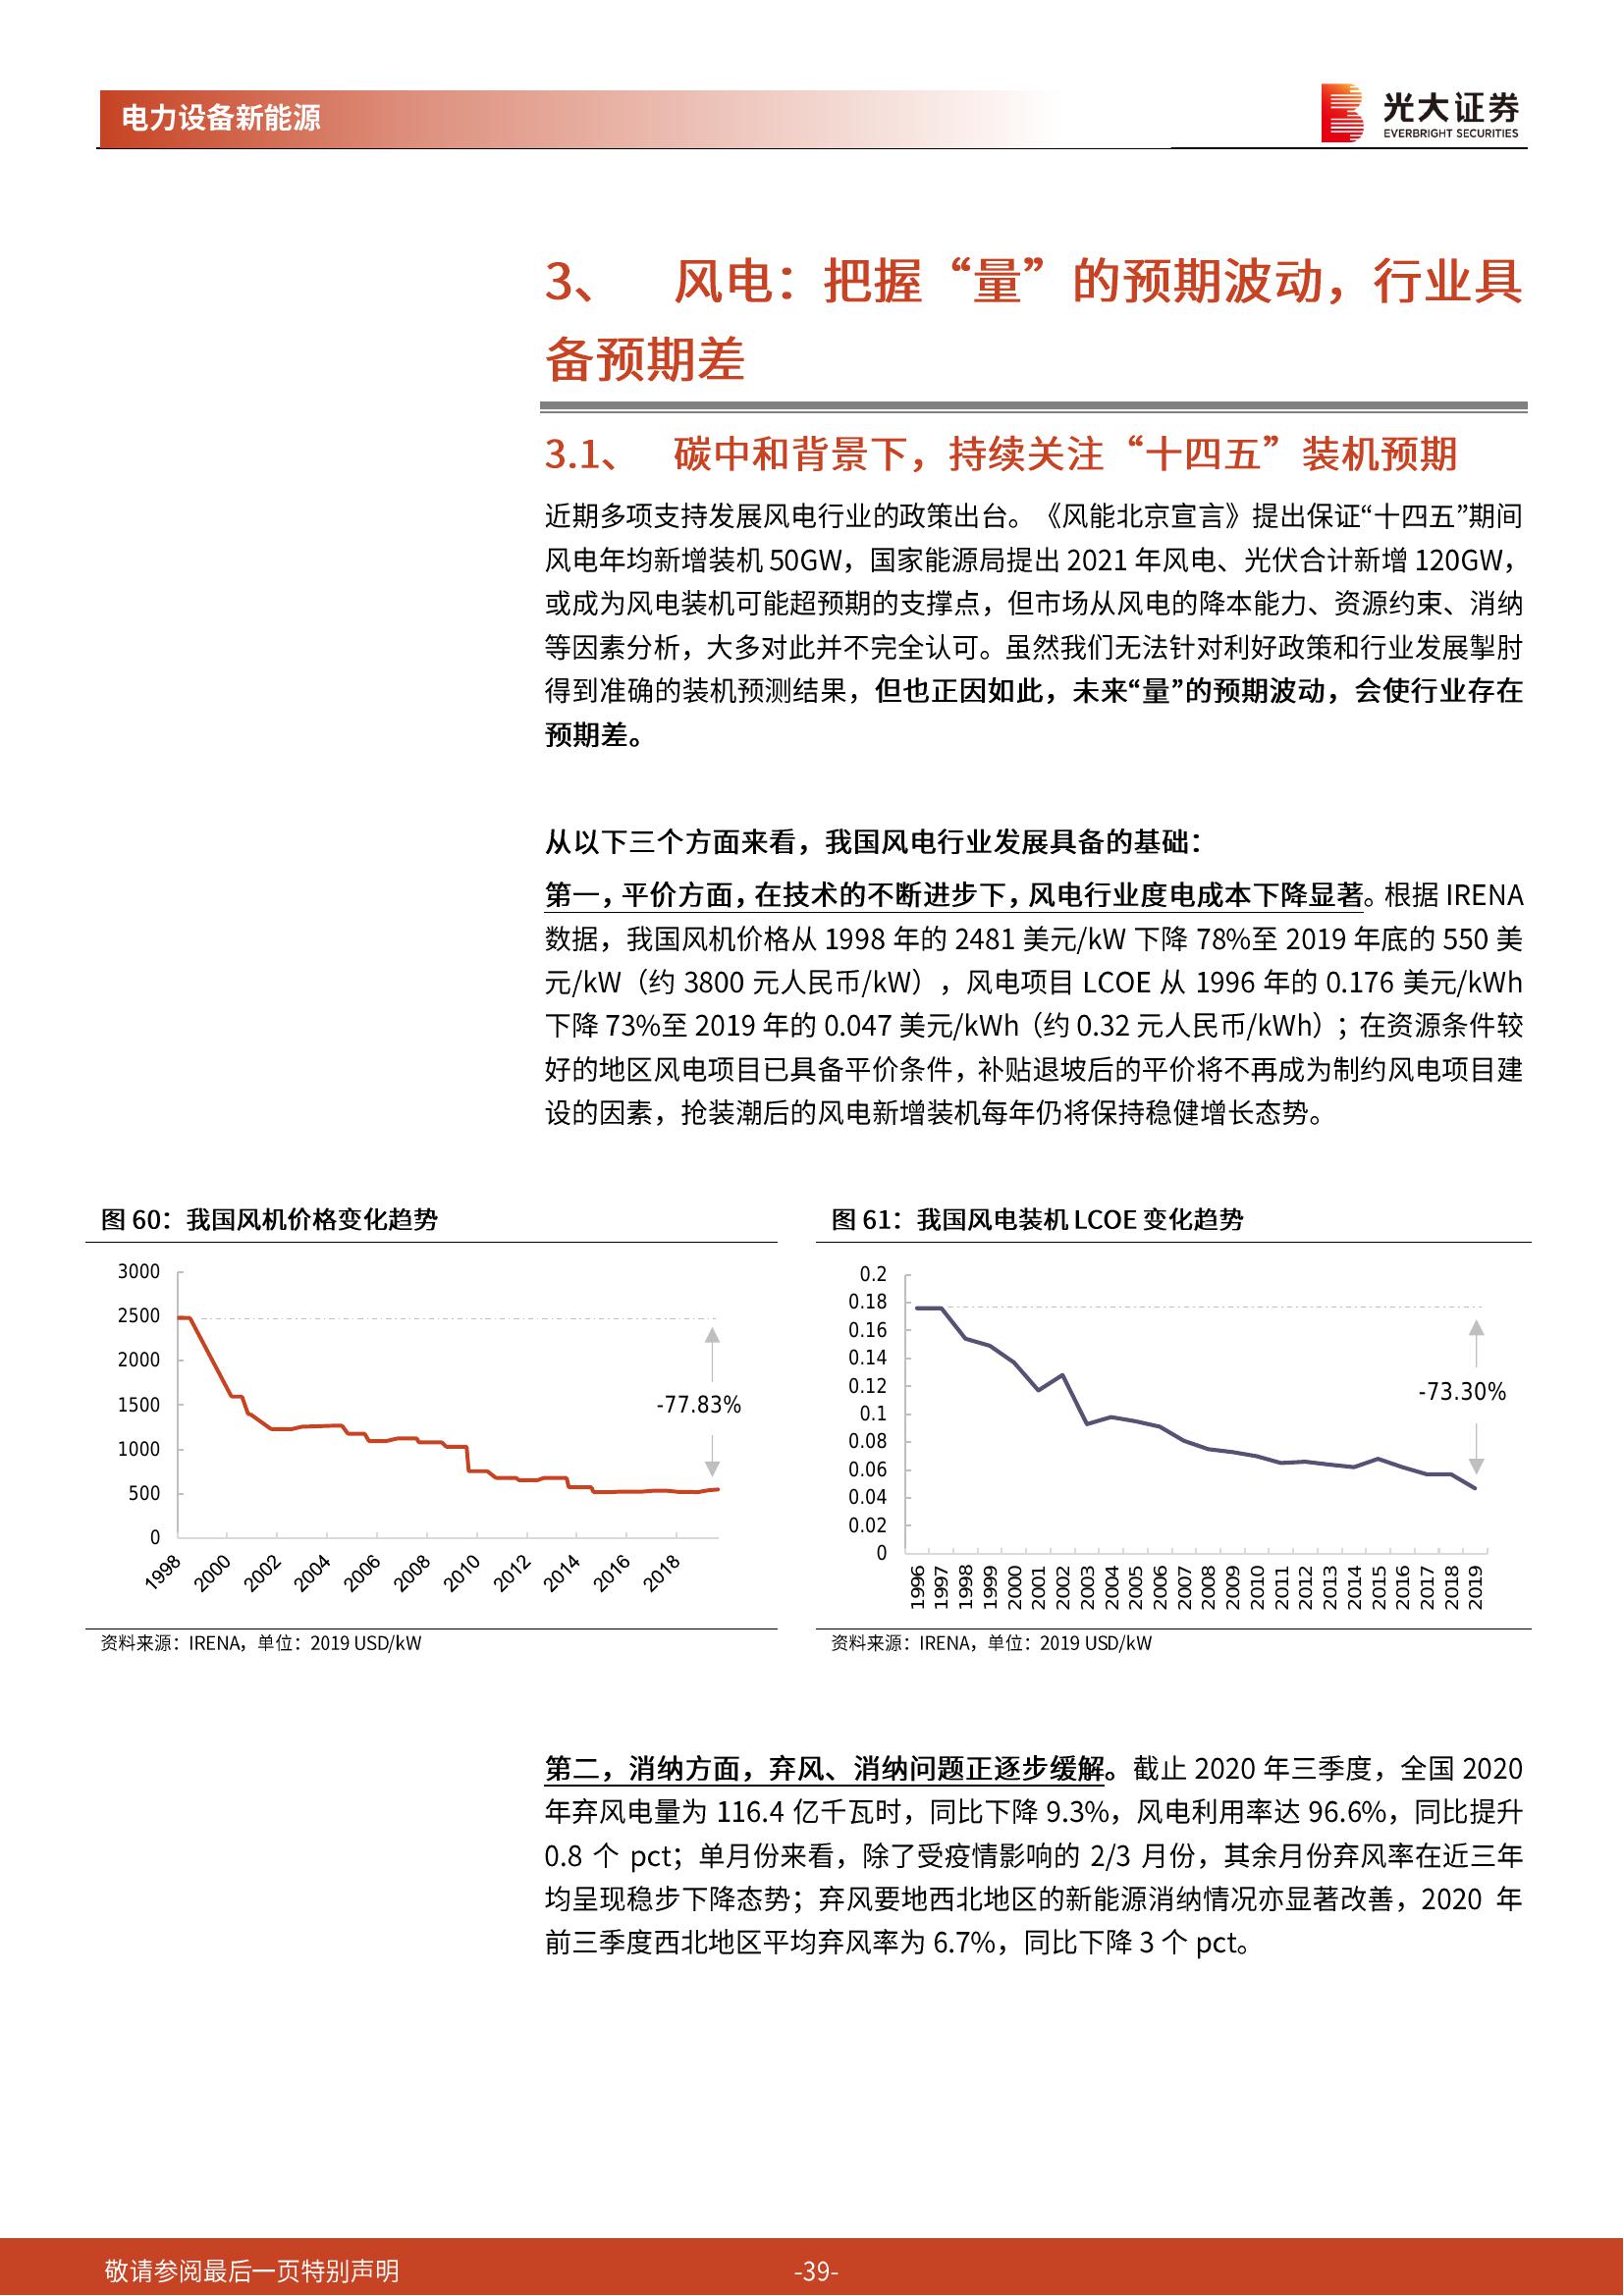 电力设备新能源
光大证券
EVERBRIGHT SECURITIES
3、 风电：把握“量”的预期波动，行业具
备预期差
3.1、 碳中和背景下，持续关注“十四五”装机预期
近期多项支持发展风电行业的政策出台。《风能北京宣言》提出保证“十四五”期间
风电年均新增装机 50GW，国家能源局提出 2021 年风电、光伏合计新增 120GW，
或成为风电装机可能超预期的支撑点，但市场从风电的降本能力、资源约束、消纳
等因素分析，大多对此并不完全认可。虽然我们无法针对利好政策和行业发展掣肘
得到准确的装机预测结果，但也正因如此，未来“量”的预期波动，会使行业存在
预期差。
从以下三个方面来看，我国风电行业发展具备的基础：
第一，平价方面，在技术的不断进步下，风电行业度电成本下降显著。根据 IRENA
数据，我国风机价格从 1998 年的 2481 美元/kW 下降 78%至 2019 年底的 550 美
元/kW（约 3800 元人民币/kW），风电项目 LCOE 从 1996 年的 0.176 美元/kWh
下降 73%至 2019 年的 0.047 美元/kWh（约 0.32 元人民币/kWh）；在资源条件较
好的地区风电项目已具备平价条件，补贴退坡后的平价将不再成为制约风电项目建
设的因素，抢装潮后的风电新增装机每年仍将保持稳健增长态势。
图 60：我国风机价格变化趋势
3000
2500
2000
1500
1000
500
0
-77.83%
1998 2000 2002 2004 2006 2008 2010 2012 2014 2016 2018
资料来源：IRENA，单位：2019 USD/kW
图 61：我国风电装机 LCOE 变化趋势
0.2
0.18
0.16
0.14
0.12
0.1
0.08
0.06
0.04
0.02
0
-73.30%
1996 1997 1998 1999 2000 2001 2002 2003 2004 2005 2006 2007 2008 2009 2010 2011 2012 2013 2014 2015 2016 2017 2018 2019
资料来源：IRENA，单位：2019 USD/kW
第二，消纳方面，弃风、消纳问题正逐步缓解。截止 2020 年三季度，全国 2020
年弃风电量为 116.4 亿千瓦时，同比下降 9.3%，风电利用率达 96.6%，同比提升
0.8 个 pct；单月份来看，除了受疫情影响的 2/3 月份，其余月份弃风率在近三年
均呈现稳步下降态势；弃风要地西北地区的新能源消纳情况亦显著改善，2020 年
前三季度西北地区平均弃风率为 6.7%，同比下降 3 个 pct。
敬请参阅最后一页特别声明
-39-